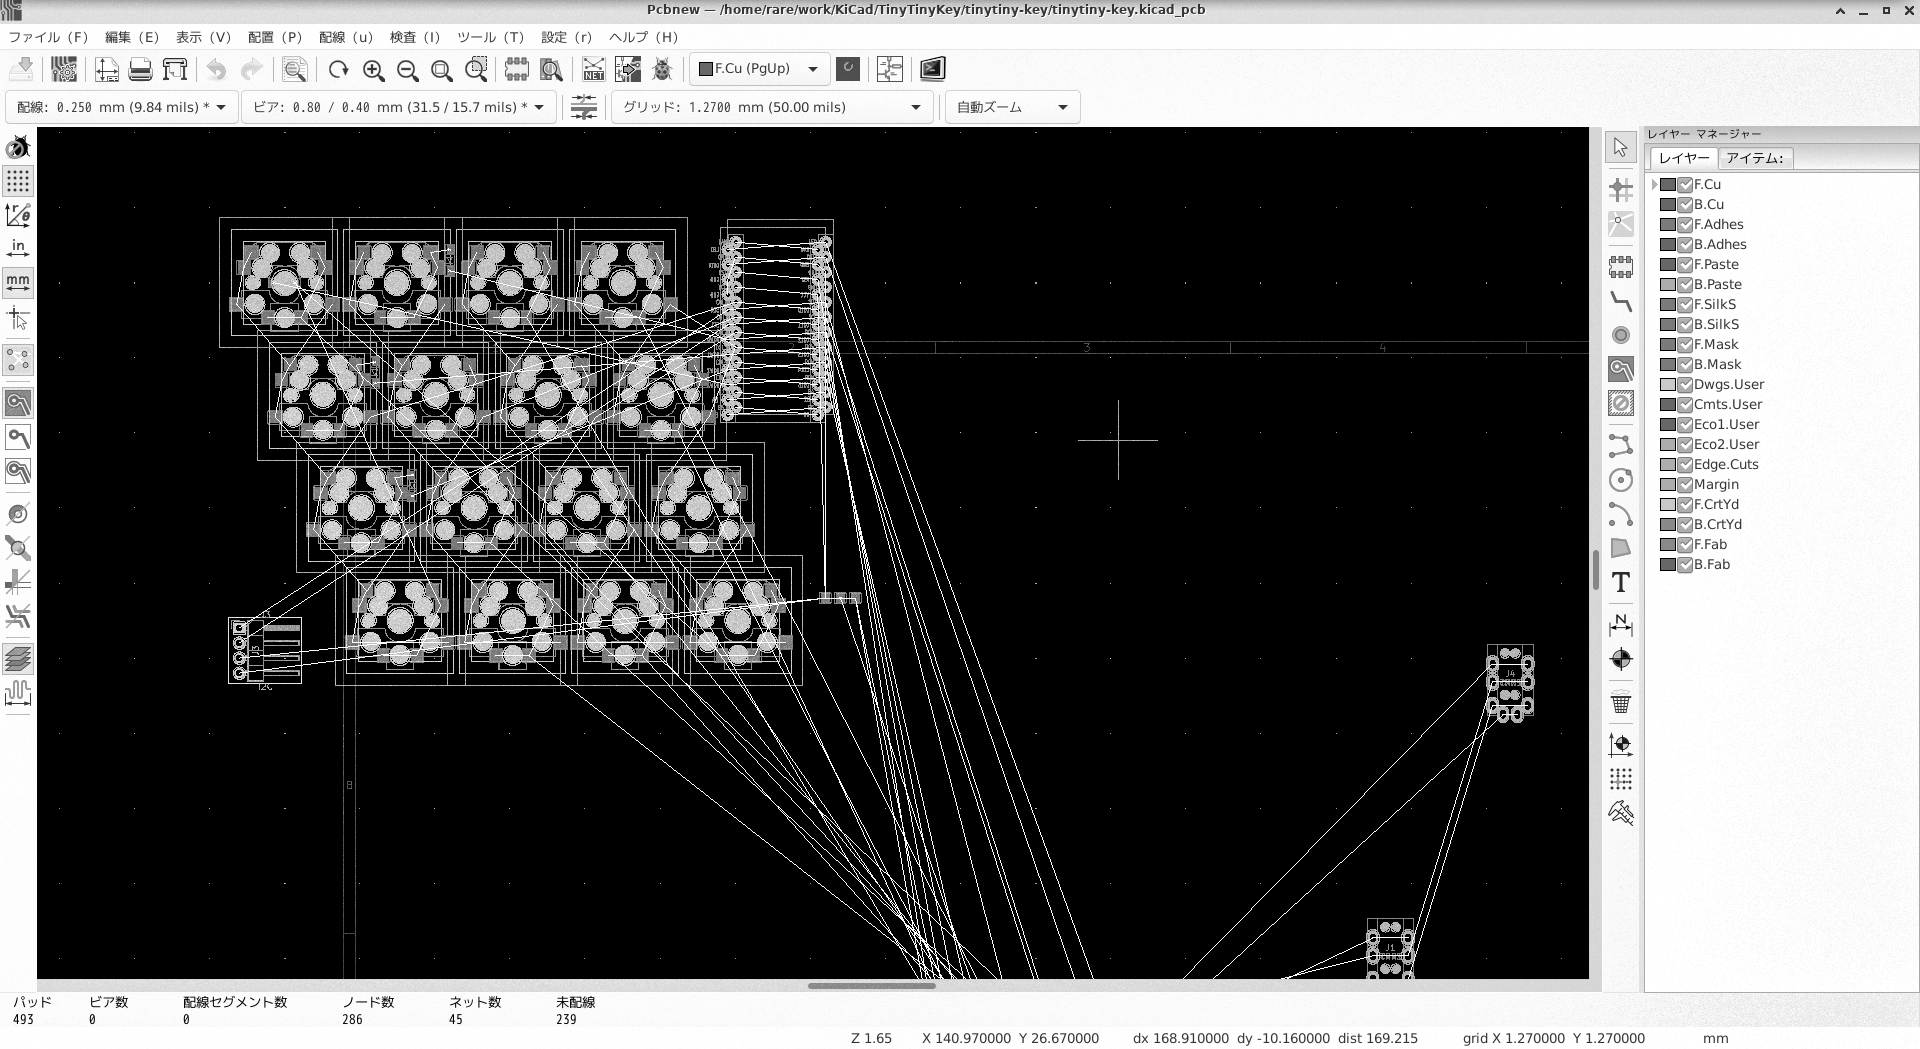 Pcbnew — /home/rare/work/KiCad/TinyTinyKey/tinytiny-key/tinytiny-key.kicad_pcb
ファイル（F） 編集（E） 表示（V） 配置（P） 配線（u） 検査（I） ツール（T） 設定（r） ヘルプ（H）
NET
F.Cu (PgUp)
配線: 0.250 mm (9.84 mils) *
ビア: 0.80 / 0.40 mm (31.5 / 15.7 mils) *
グリッド: 1.2700 mm (50.00 mils)
自動ズーム
in
mm
3
4
B
I2C
J4
J1
T
N
レイヤー マネージャー
レイヤー
アイテム:
F.Cu
B.Cu
F.Adhes
B.Adhes
F.Paste
B.Paste
F.SilkS
B.SilkS
F.Mask
B.Mask
Dwgs.User
Cmts.User
Eco1.User
Eco2.User
Edge.Cuts
Margin
F.CrtYd
B.CrtYd
F.Fab
B.Fab
パッド ビア数 配線セグメント数 ノード数 ネット数 未配線
493 0 0 286 45 239
Z 1.65 X 140.970000 Y 26.670000 dx 168.910000 dy -10.160000 dist 169.215 grid X 1.270000 Y 1.270000 mm